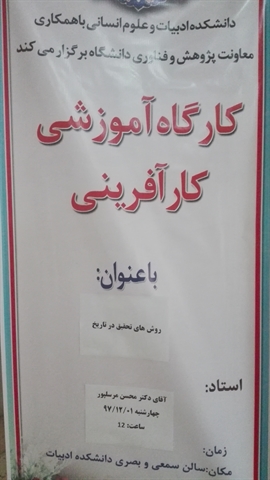 دانشکده ادبیات و علوم انسانی با همکاری
معاونت پژوهش و فناوری دانشگاه برگزار می کند
کارگاه آموزشی
کارآفرینی
با عنوان:
روش های تحقیق در تاریخ
استاد:
آقای دکتر محسن مرسلپور
چهارشنبه ۹۷/۱۲/۰۱
ساعت: 12
زمان:
مکان: سالن سمعی و بصری دانشکده ادبیات